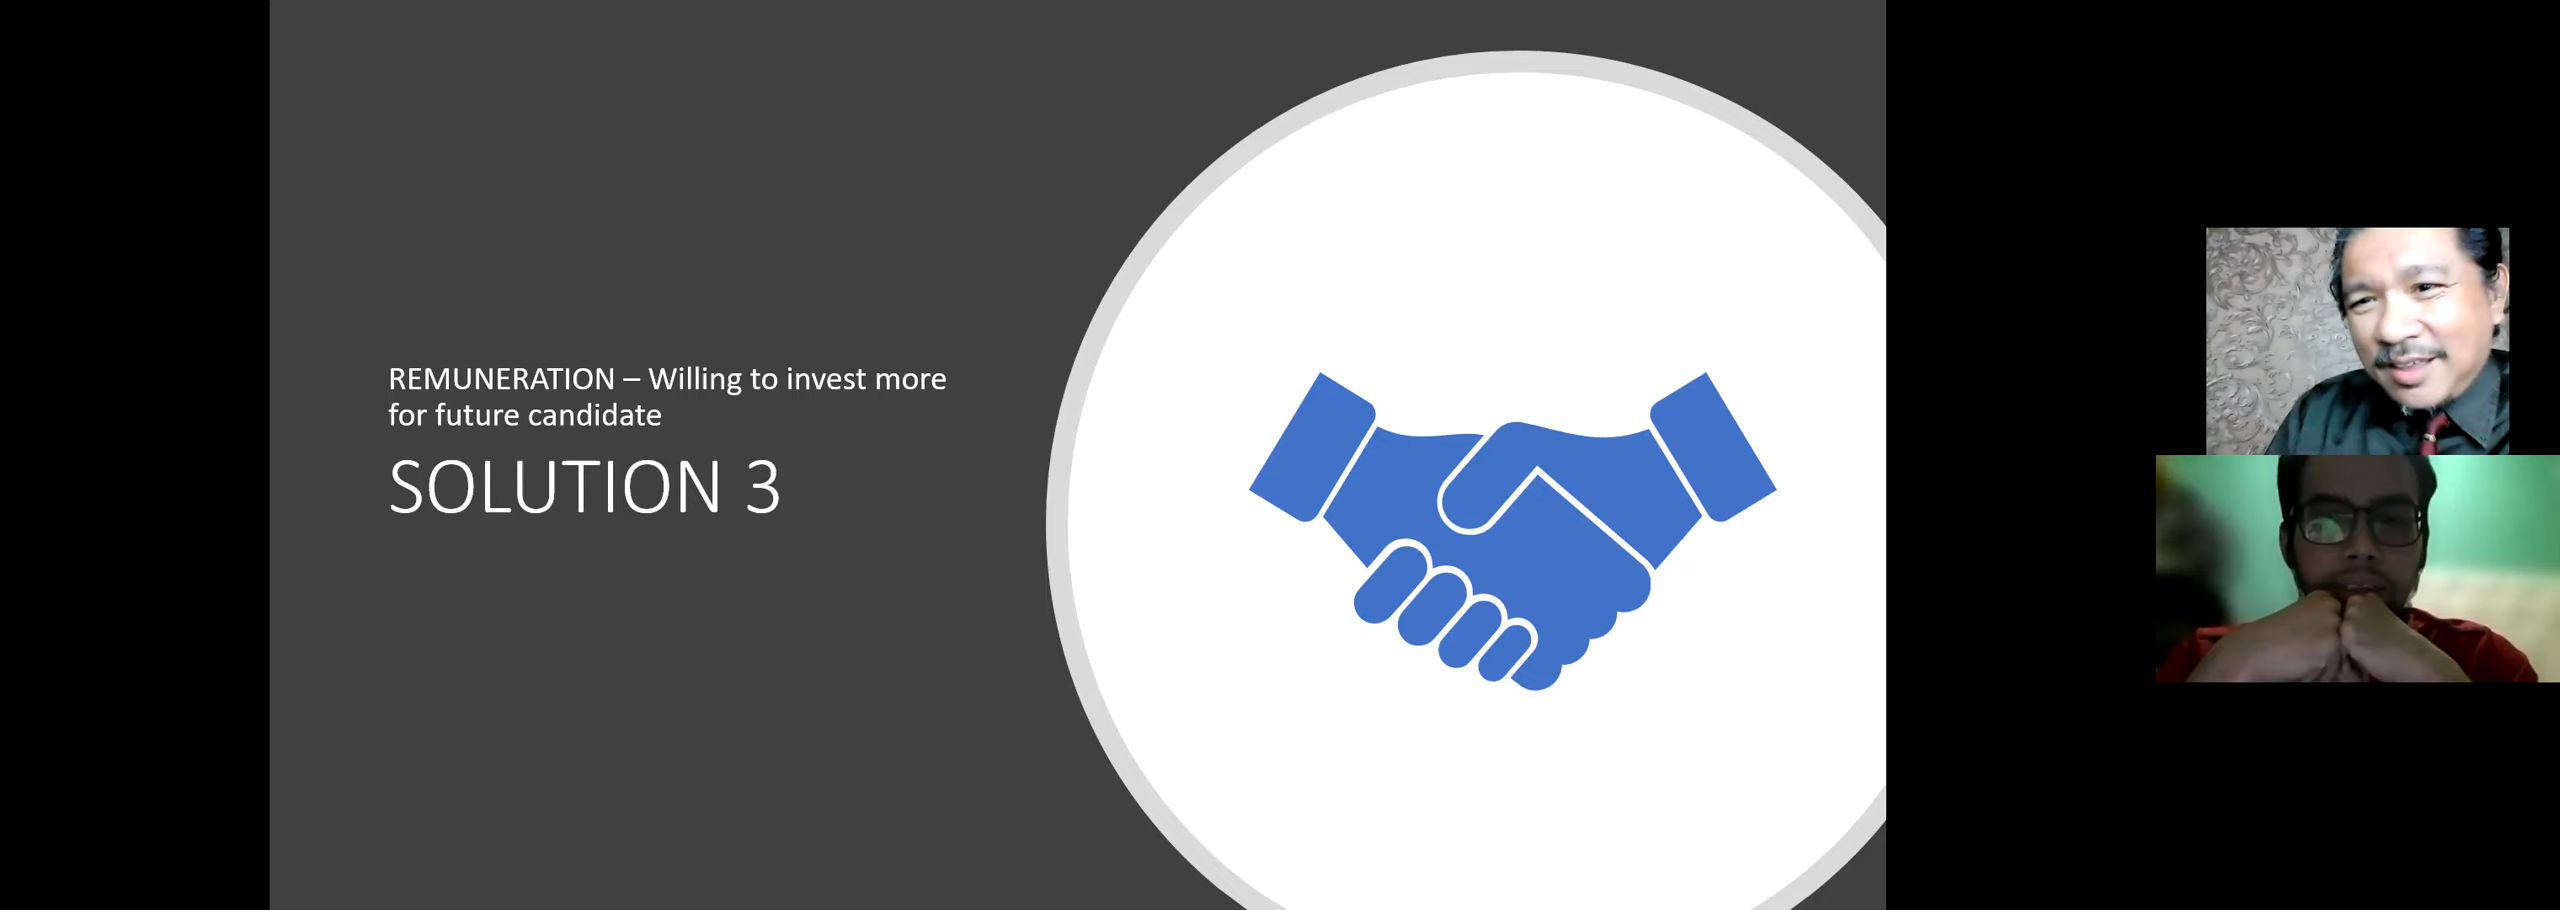 REMUNERATION – Willing to invest more
for future candidate
SOLUTION 3